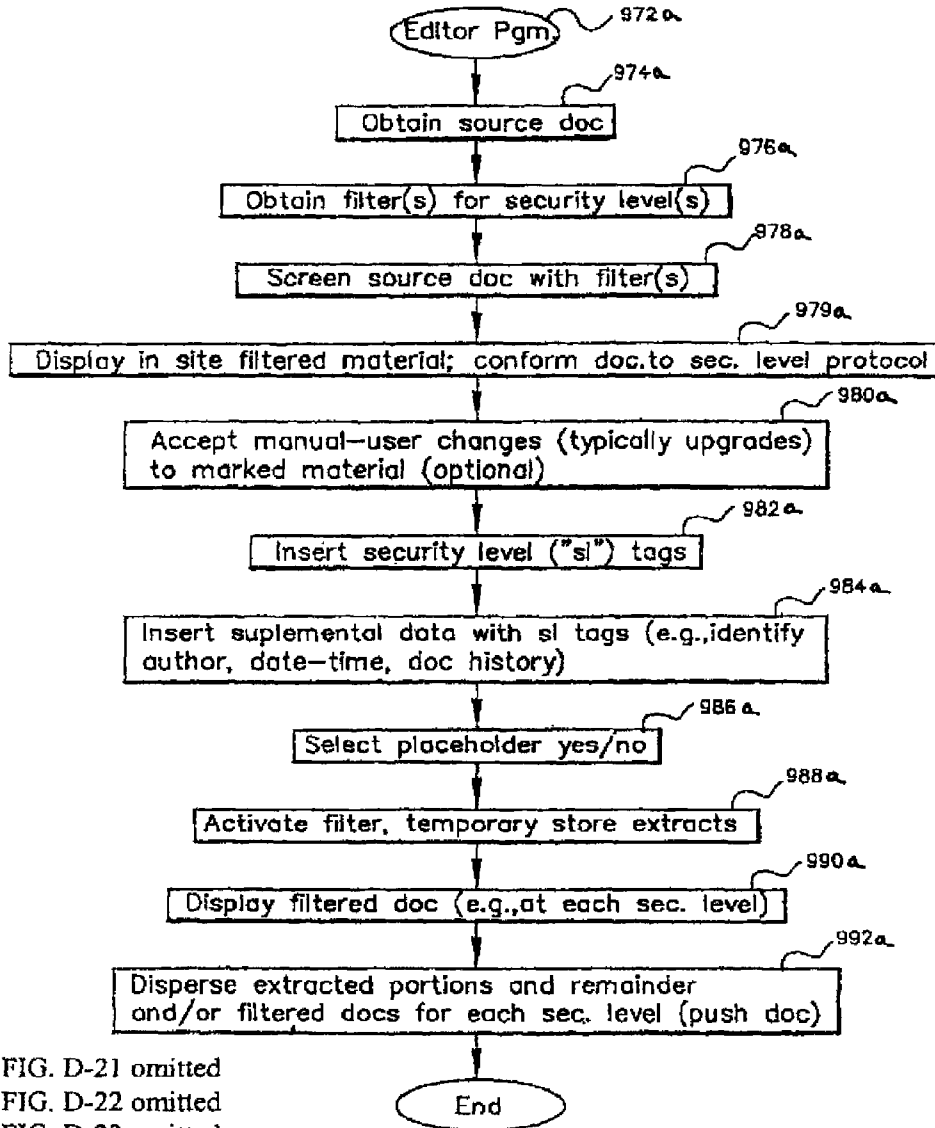 Editor Pgm.
972a
974a
Obtain source doc
976a
Obtain filter(s) for security level(s)
978a
Screen source doc with filter(s)
979a
Display in site filtered material; conform doc.to sec. level protocol
980a
Accept manual-user changes (typically upgrades)
to marked material (optional)
982a
Insert security level ("sl") tags
984a
Insert suplemental data with sl tags (e.g.,identify
author, date-time, doc history)
986a
Select placeholder yes/no
988a
Activate filter, temporary store extracts
990a
Display filtered doc (e.g.,at each sec. level)
992a
Disperse extracted portions and remainder
and/or filtered docs for each sec. level (push doc)
FIG. D-21 omitted
FIG. D-22 omitted
End